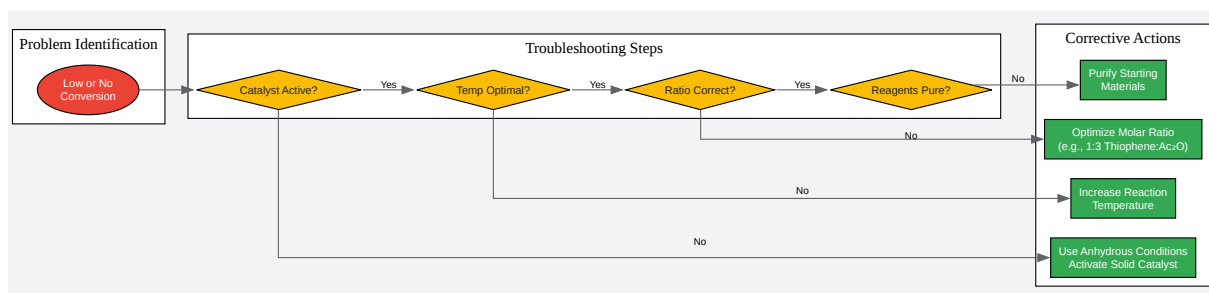 Problem Identification
Low or No
Conversion
Troubleshooting Steps
Catalyst Active?
Yes
Temp Optimal?
Yes
Ratio Correct?
Yes
Reagents Pure?
No
No
No
No
Corrective Actions
Purify Starting
Materials
Optimize Molar Ratio
(e.g., 1:3 Thiophene:Ac₂O)
Increase Reaction
Temperature
Use Anhydrous Conditions
Activate Solid Catalyst